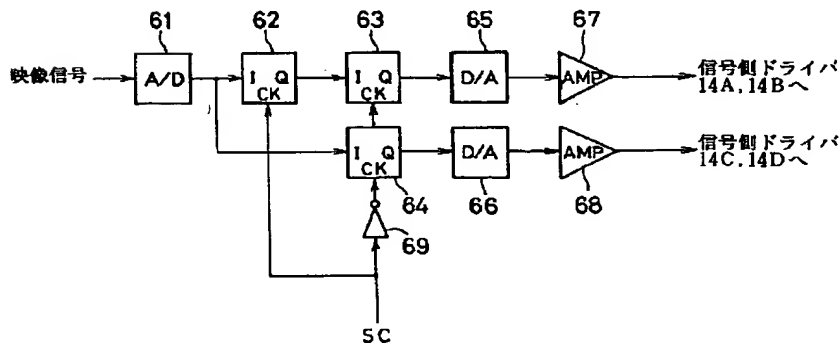 61
62
63
65
67
映像信号
A/D
I Q
CK
I Q
CK
D/A
AMP
信号側ドライバ
14A,14Bへ
I Q
CK
D/A
AMP
信号側ドライバ
14C,14Dへ
64
66
68
69
SC